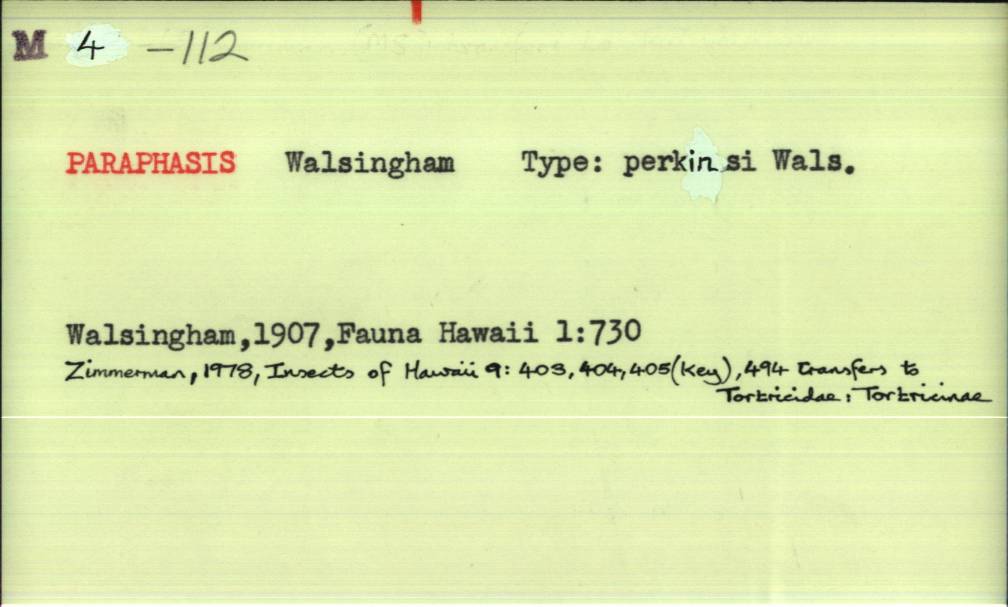 M 4 -112
PARAPHASIS Walsingham Type: perkinsi Wals.
Walsingham,1907,Fauna Hawaii 1:730
Zimmerman, 1978, Insects of Hawaii 9: 403, 404, 405(key), 494 transfers to
Tortricidae: Tortricinae